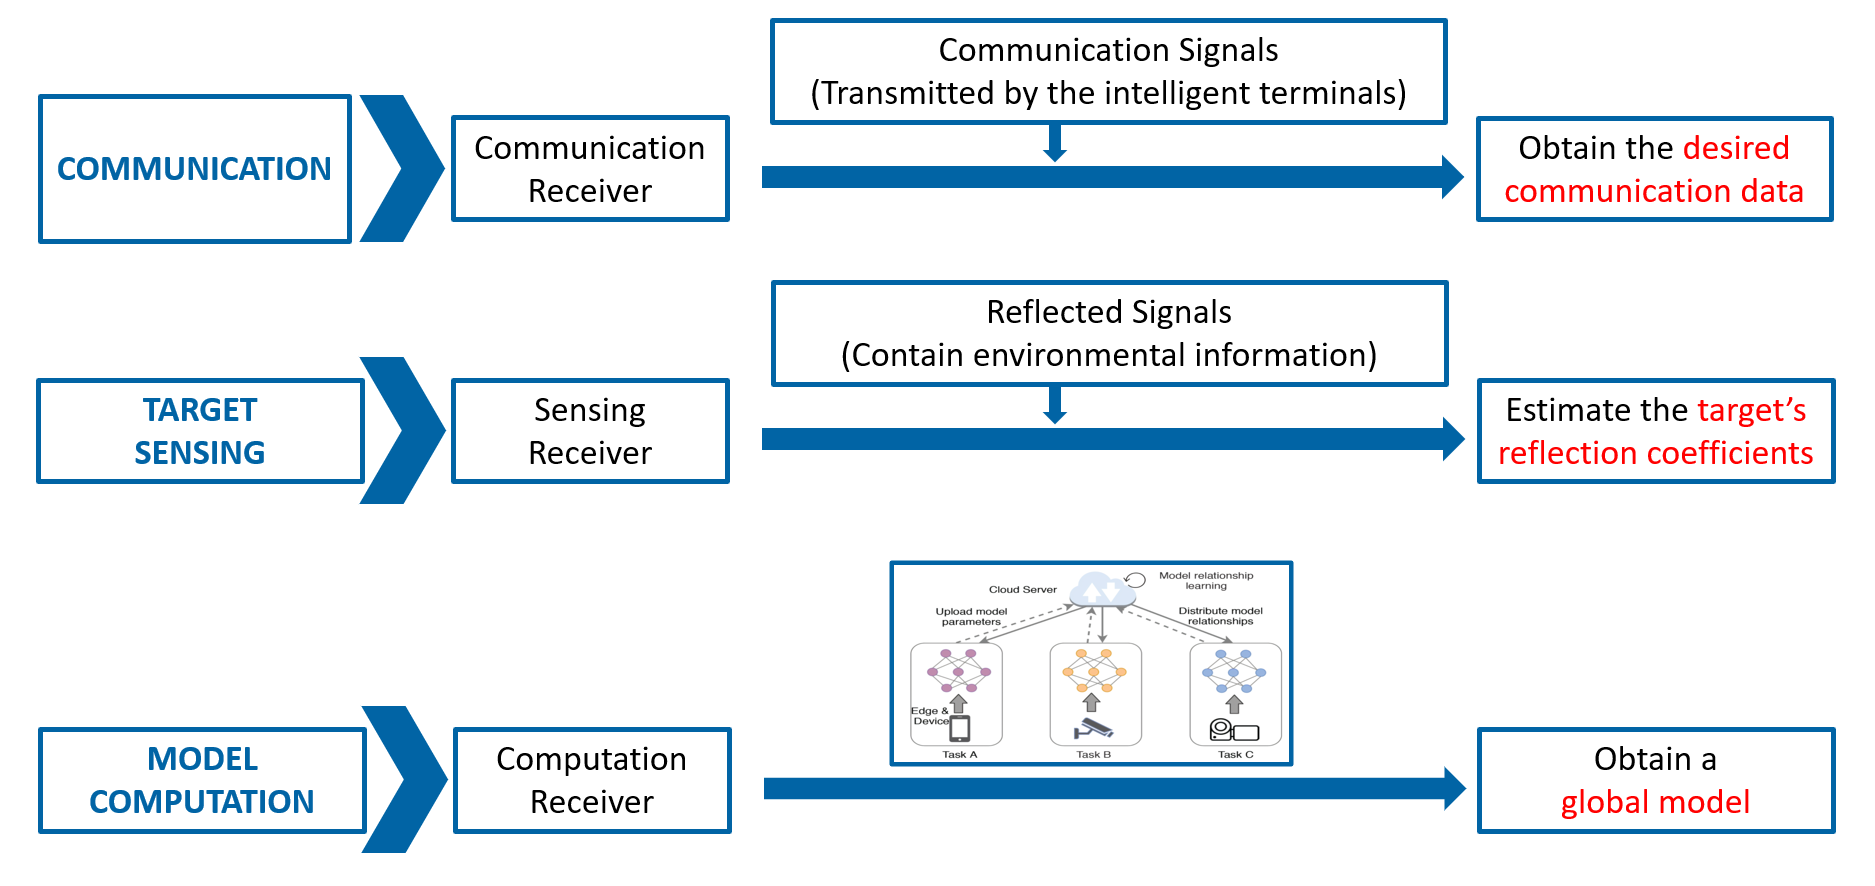 COMMUNICATION
Communication
Receiver
Communication Signals
(Transmitted by the intelligent terminals)
Obtain the desired
communication data
TARGET
SENSING
Sensing
Receiver
Reflected Signals
(Contain environmental information)
Estimate the target’s
reflection coefficients
MODEL
COMPUTATION
Computation
Receiver
Cloud Server
Model relationship
learning
Upload model
parameters
Distribute model
relationships
Edge &
Device
Task A
Task B
Task C
Obtain a
global model